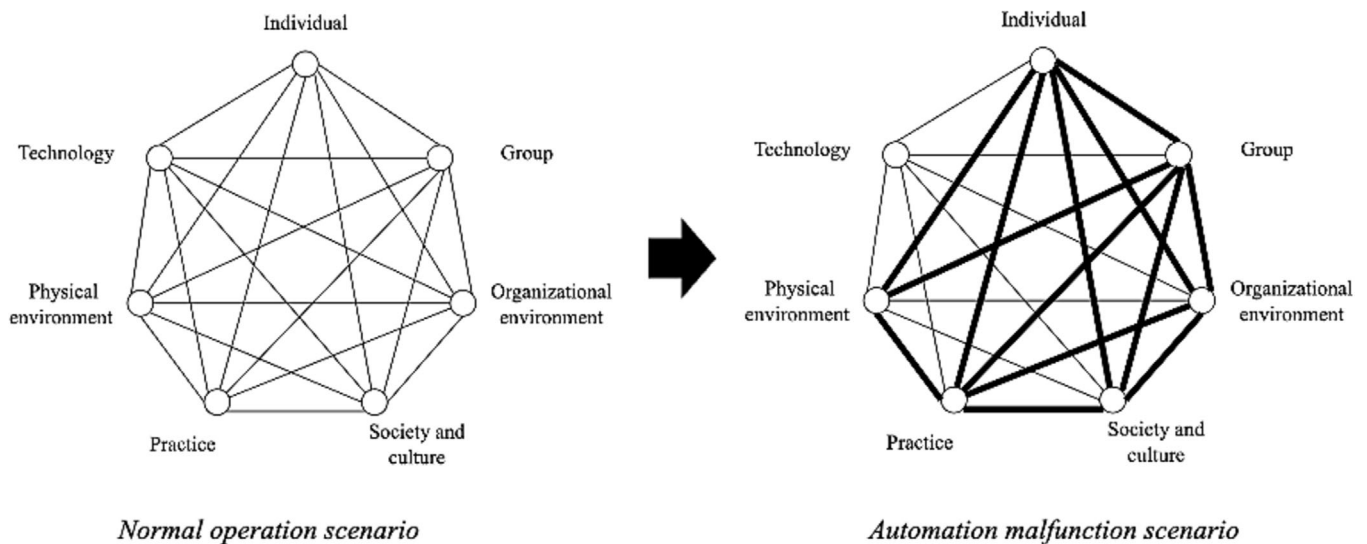 Individual
Technology
Group
Physical
environment
Organizational
environment
Practice
Society and
culture
Normal operation scenario
Individual
Technology
Group
Physical
environment
Organizational
environment
Practice
Society and
culture
Automation malfunction scenario